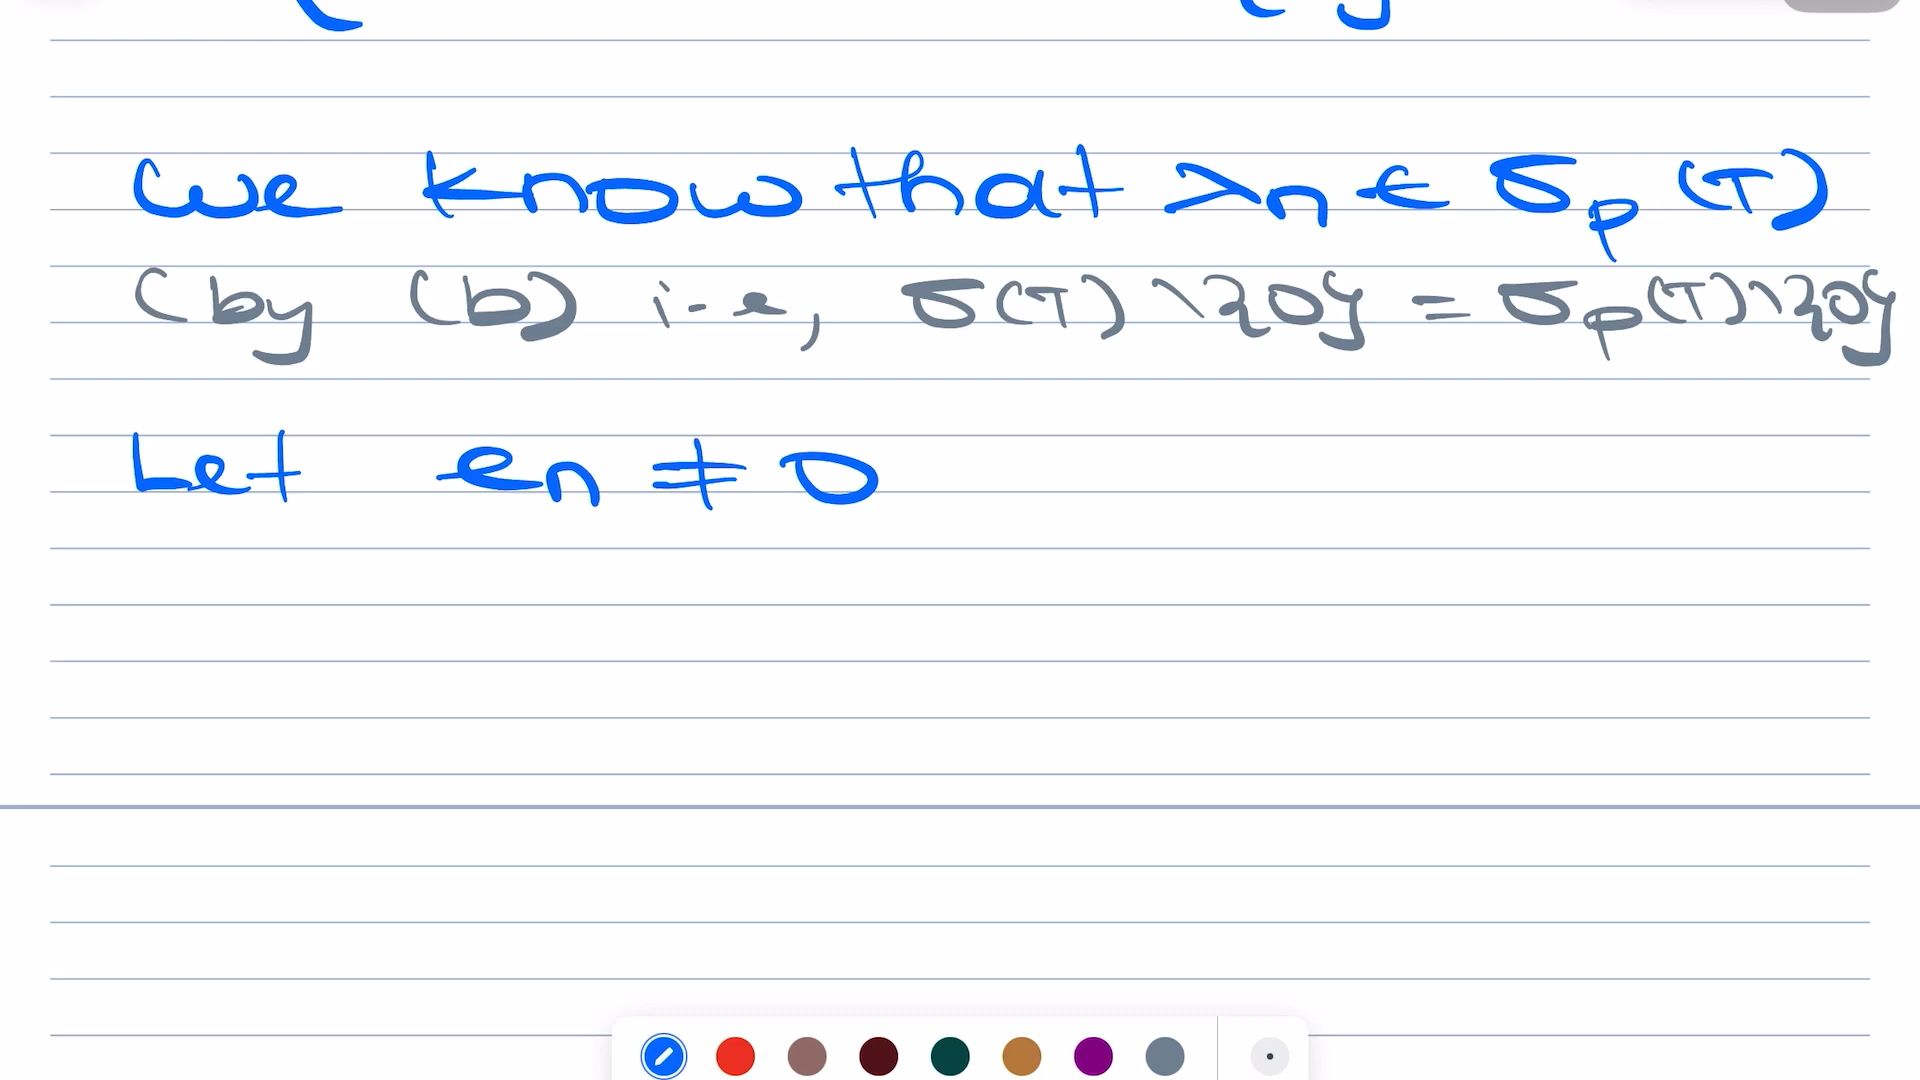 We know that λn ∈ σp (T)
(by (b) i.e, σ(T) \ {0} = σp(T) \ {0}
Let en ≠ 0